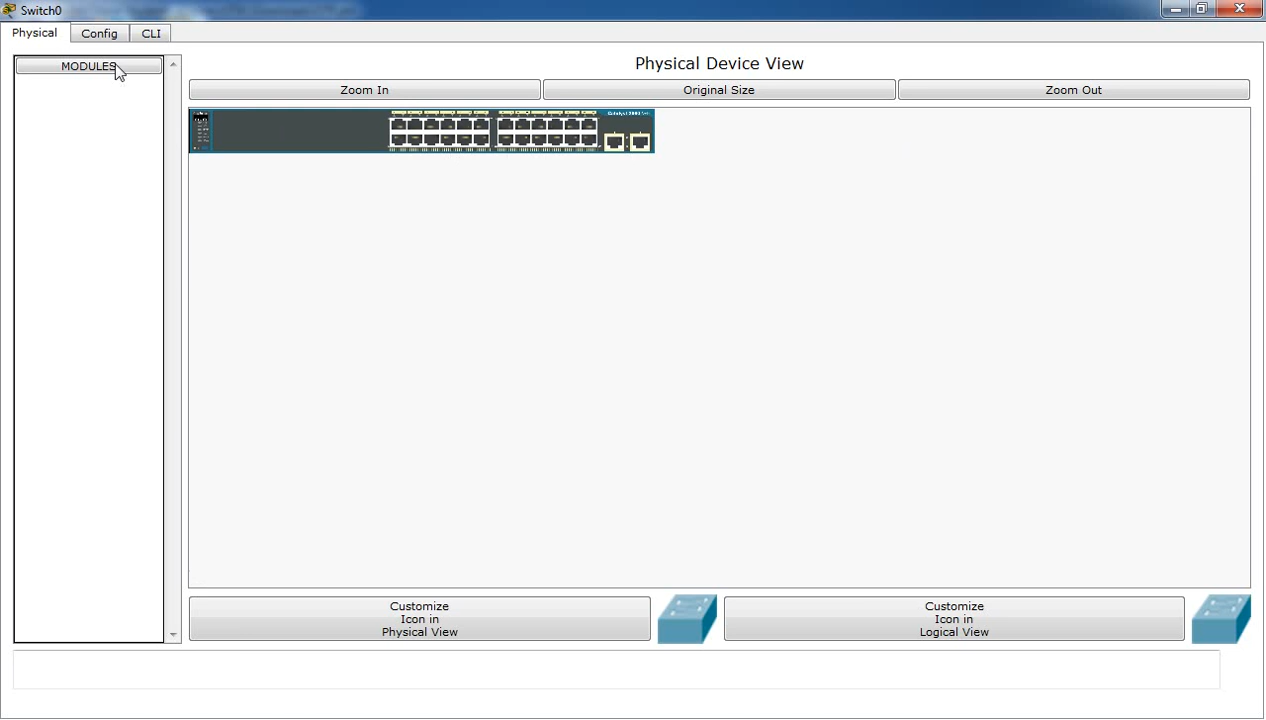 Switch0
Physical
Config
CLI
MODULES
Physical Device View
Zoom In
Original Size
Zoom Out
Customize
Icon in
Physical View
Customize
Icon in
Logical View